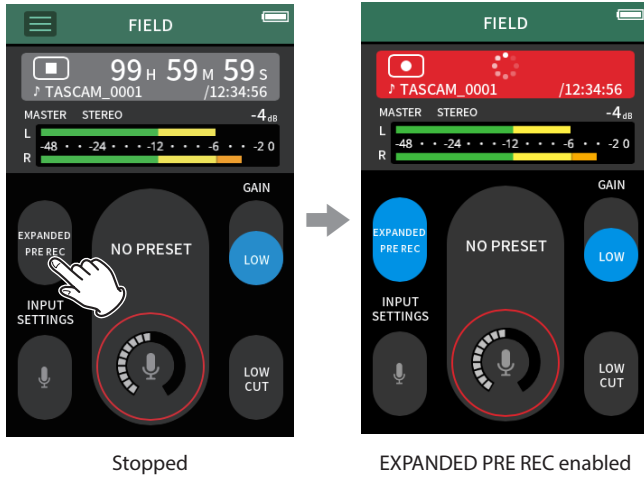 FIELD
99 H 59 M 59 S
♪ TASCAM_0001 /12:34:56
MASTER STEREO -4 dB
L
-48 · · -24 · · · -12 · · · -6 · · -2 0
R
GAIN
EXPANDED
PRE REC
NO PRESET
LOW
INPUT
SETTINGS
LOW
CUT
Stopped
FIELD
♪ TASCAM_0001 /12:34:56
MASTER STEREO -4 dB
L
-48 · · -24 · · · -12 · · · -6 · · -2 0
R
GAIN
EXPANDED
PRE REC
NO PRESET
LOW
INPUT
SETTINGS
LOW
CUT
EXPANDED PRE REC enabled